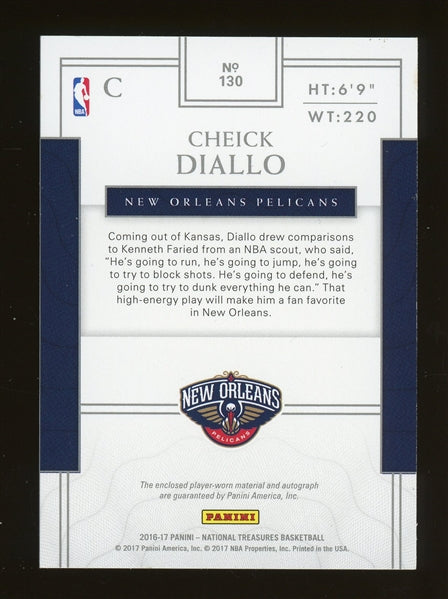 NBA
C
Nº
130
HT:6'9"
WT:220
CHEICK
DIALLO
NEW ORLEANS PELICANS
Coming out of Kansas, Diallo drew comparisons
to Kenneth Faried from an NBA scout, who said,
"He's going to run, he's going to jump, he's going
to try to block shots. He's going to defend, he's
going to try to dunk everything he can." That
high-energy play will make him a fan favorite
in New Orleans.
NEW ORLEANS
PELICANS
The enclosed player-worn material and autograph
are guaranteed by Panini America, Inc.
PANINI
2016-17 PANINI – NATIONAL TREASURES BASKETBALL
© 2017 Panini America, Inc. © 2017 NBA Properties, Inc. Printed in the USA.